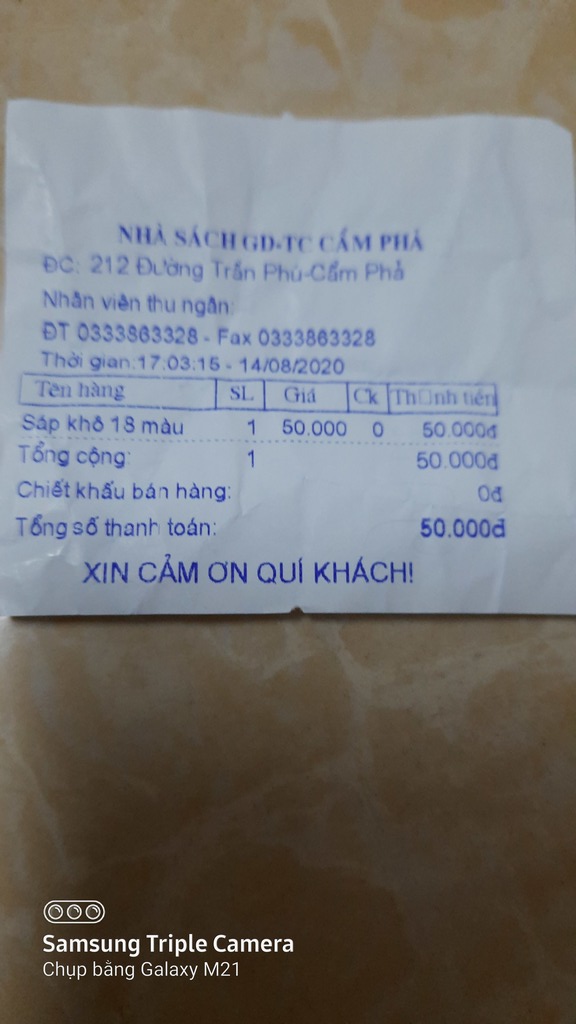 NHÀ SÁCH GD-TC CẨM PHẢ
ĐC: 212 Đường Trần Phú-Cẩm Phả
Nhân viên thu ngân:
ĐT 0333863328 - Fax 0333863328
Thời gian:17:03:15 - 14/08/2020
Tên hàng SL Giá Ck Th□nh tiền
Sáp khô 18 màu 1 50.000 0 50.000đ
Tổng cộng: 1 50.000đ
Chiết khấu bán hàng: 0đ
Tổng số thanh toán: 50.000đ
XIN CẢM ƠN QUÍ KHÁCH!
Samsung Triple Camera
Chụp bằng Galaxy M21